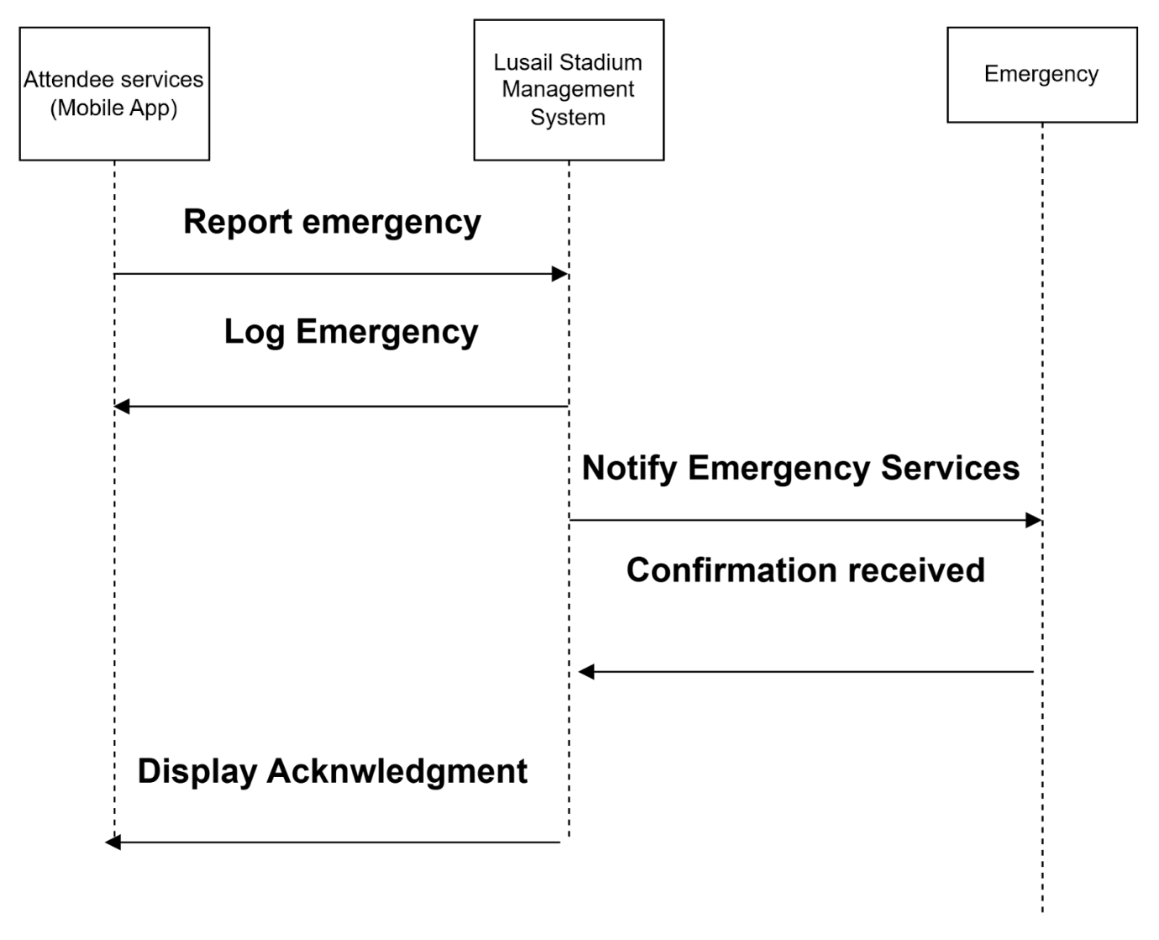 Attendee services
(Mobile App)
Lusail Stadium
Management
System
Emergency
Report emergency
Log Emergency
Notify Emergency Services
Confirmation received
Display Acknwledgment